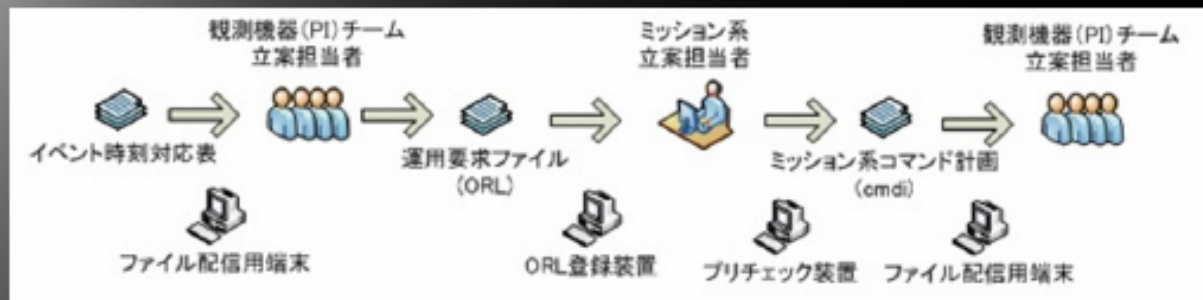 観測機器(PI)チーム
立案担当者
ミッション系
立案担当者
観測機器(PI)チーム
立案担当者
イベント時刻対応表
運用要求ファイル
(ORL)
ミッション系コマンド計画
(cmdi)
ファイル配信用端末
ORL登録装置
プリチェック装置
ファイル配信用端末